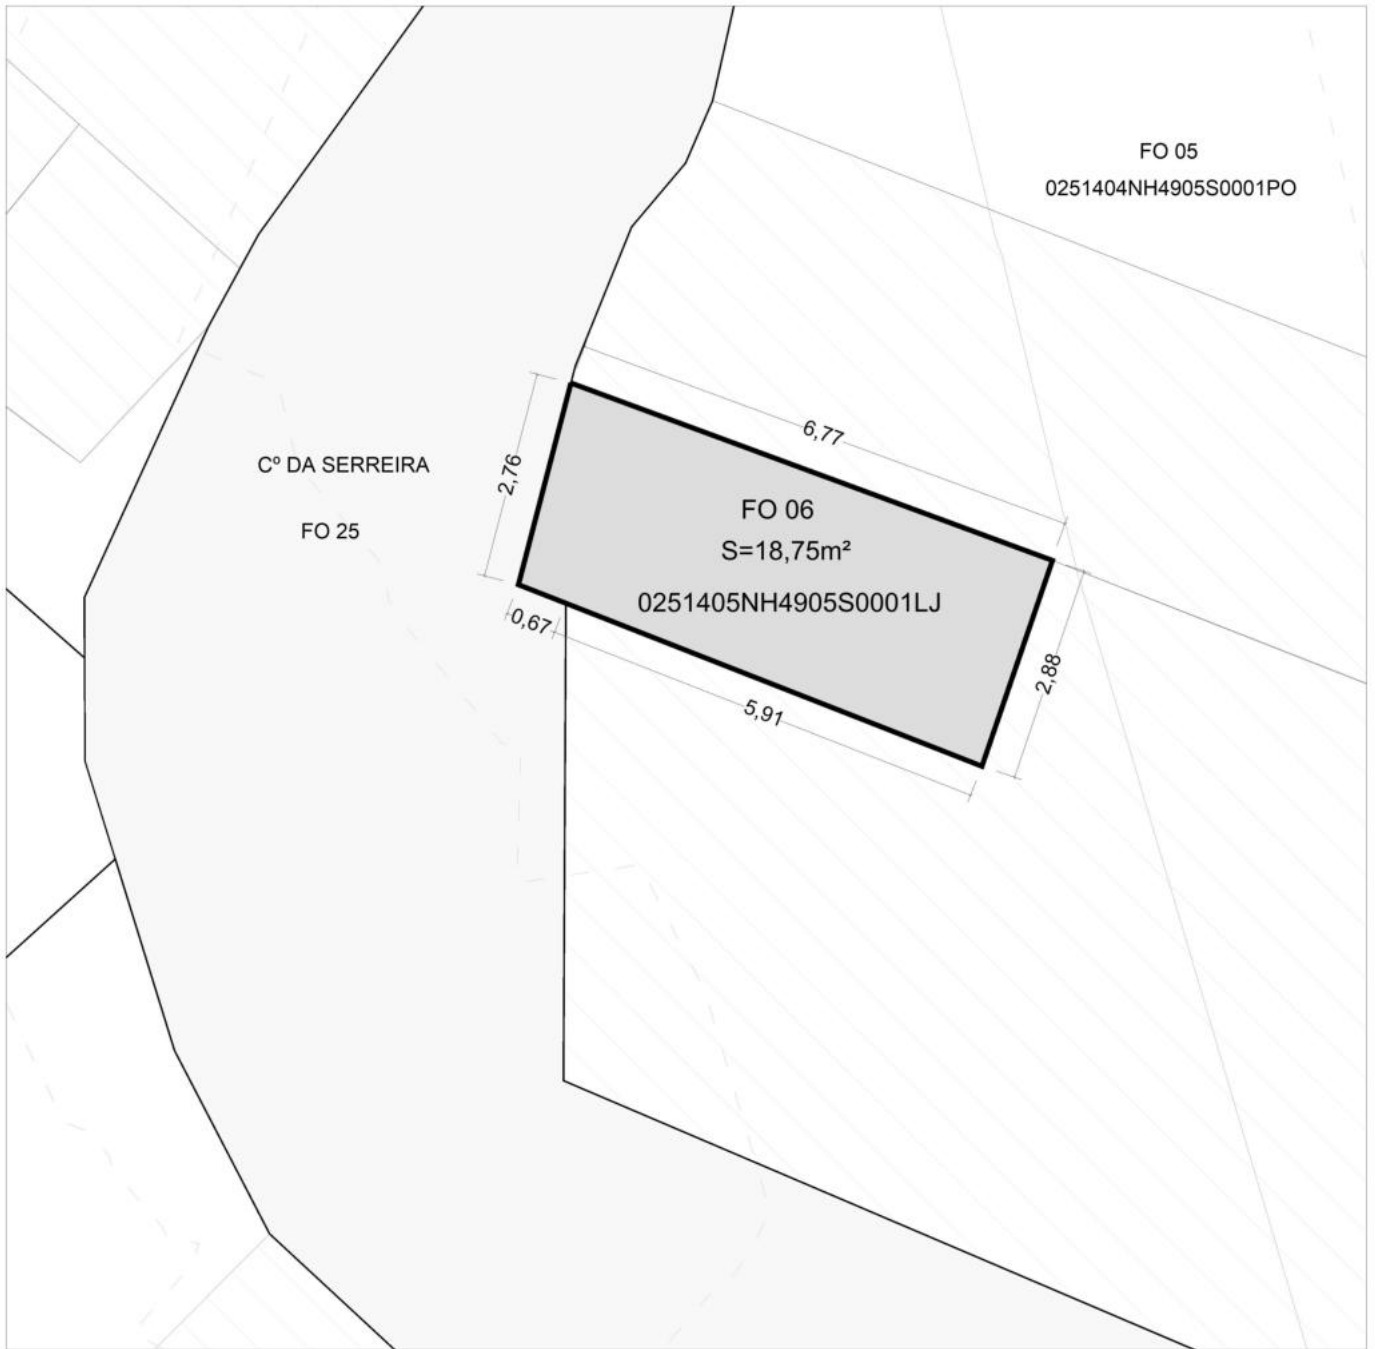 FO 05
0251404NH4905S0001PO
6,77
Cº DA SERREIRA
2,76
FO 06
FO 25
S=18,75m²
0251405NH4905S0001LJ
0,67
2,88
5,91